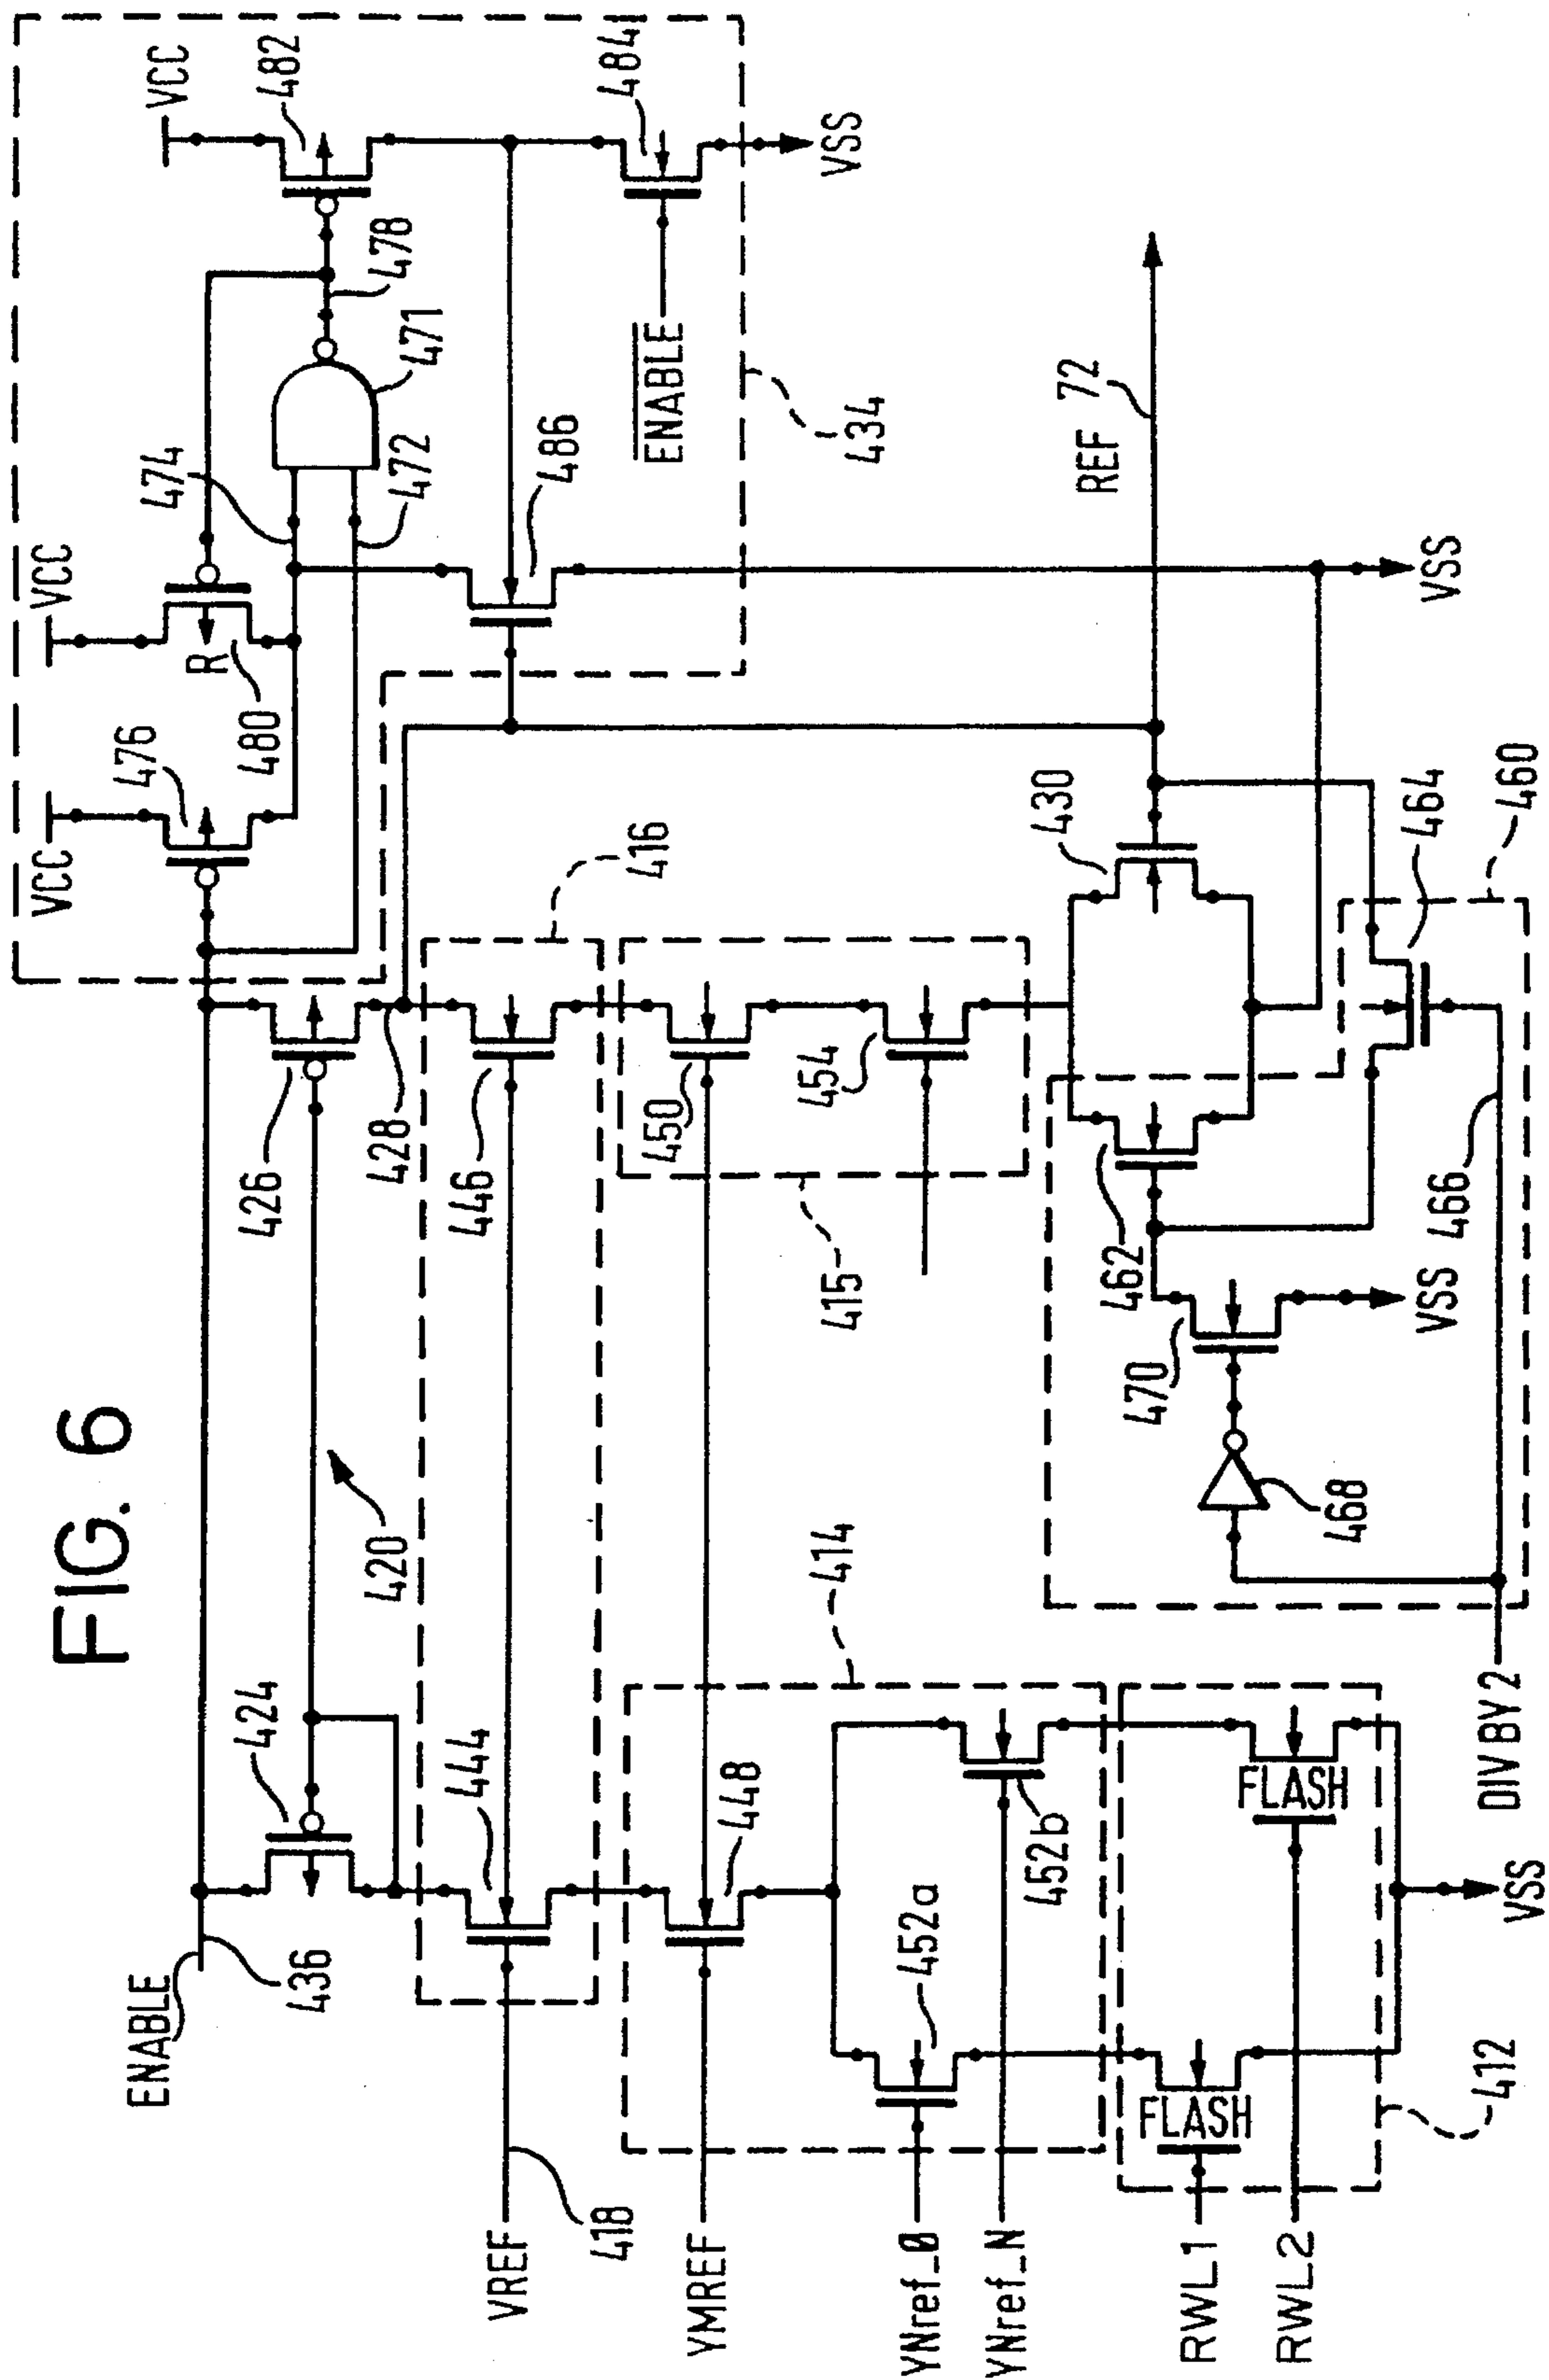 FIG. 6
ENABLE
436
424
420
426
428
VCC
476
VCC
R
480
474
472
471
478
VCC
482
484
ENABLE
VSS
434
486
VREF
418
444
446
416
YMREF
448
450
454
415
414
YNref_0
452a
YNref_N
452b
RWL1
FLASH
RWL2
FLASH
412
VSS
DIV BY 2
468
470
VSS
462
466
464
460
430
REF 72
VSS